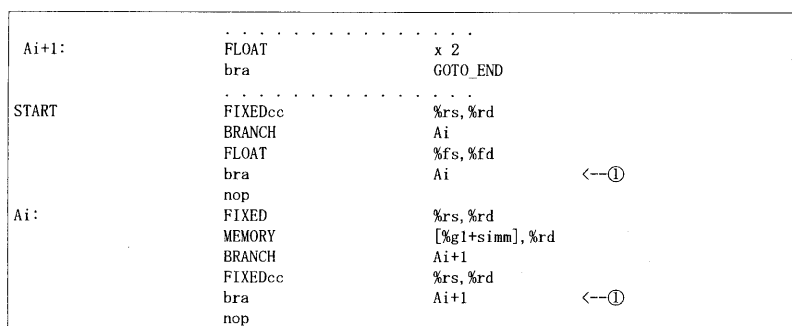 . . . . . . . . . . . . . . .
Ai+1: FLOAT x 2
bra GOTO_END
. . . . . . . . . . . . . . .
START FIXEDcc %rs,%rd
BRANCH Ai
FLOAT %fs,%fd
bra Ai <--①
nop
Ai: FIXED %rs,%rd
MEMORY [%g1+simm],%rd
BRANCH Ai+1
FIXEDcc %rs,%rd
bra Ai+1 <--①
nop